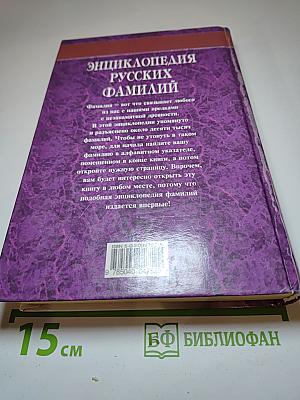 ЭНЦИКЛОПЕДИЯ
РУССКИХ
ФАМИЛИЙ
Фамилия — вот что связывает любого
из нас с нашими предками
с незапамятной древности.
В этой энциклопедии упомянуто
и разъяснено около десяти тысяч
фамилий. Чтобы не утонуть в таком
море, для начала найдите вашу
фамилию в алфавитном указателе,
помещенном в конце книги, а потом
откройте нужную страницу. Впрочем,
вам будет интересно открыть эту
книгу в любом месте, потому что
подобная энциклопедия фамилий
издается впервые!
15 см
БФ БИБЛИОФАН